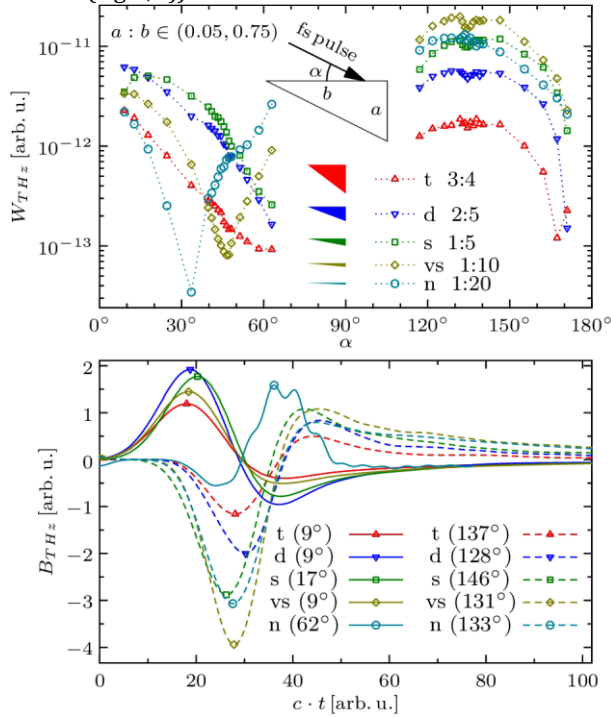 a : b ∈ (0.05, 0.75)
fs pulse
α
b
a
W_THz [arb. u.]
10⁻¹¹
10⁻¹²
10⁻¹³
t 3:4
d 2:5
s 1:5
vs 1:10
n 1:20
0° 30° 60° 90° 120° 150° 180°
α
B_THz [arb. u.]
2
1
0
−1
−2
−3
−4
t (9°) t (137°)
d (9°) d (128°)
s (17°) s (146°)
vs (9°) vs (131°)
n (62°) n (133°)
0 20 40 60 80 100
c · t [arb. u.]